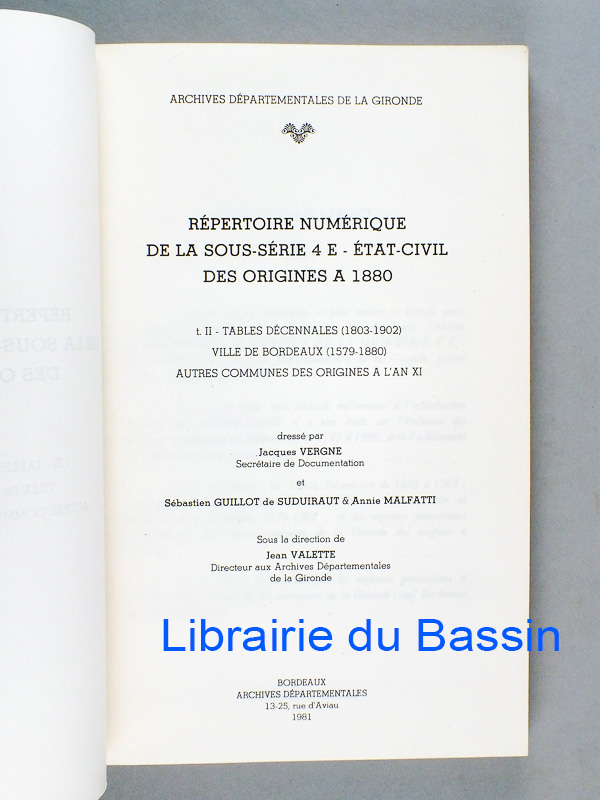 ARCHIVES DÉPARTEMENTALES DE LA GIRONDE
RÉPERTOIRE NUMÉRIQUE
DE LA SOUS-SÉRIE 4 E - ÉTAT-CIVIL
DES ORIGINES A 1880
t. II - TABLES DÉCENNALES (1803-1902)
VILLE DE BORDEAUX (1579-1880)
AUTRES COMMUNES DES ORIGINES A L'AN XI
dressé par
Jacques VERGNE
Secrétaire de Documentation
et
Sébastien GUILLOT de SUDUIRAUT & Annie MALFATTI
Sous la direction de
Jean VALETTE
Directeur aux Archives Départementales
de la Gironde
Librairie du Bassin
BORDEAUX
ARCHIVES DÉPARTEMENTALES
13-25, rue d'Aviau
1981